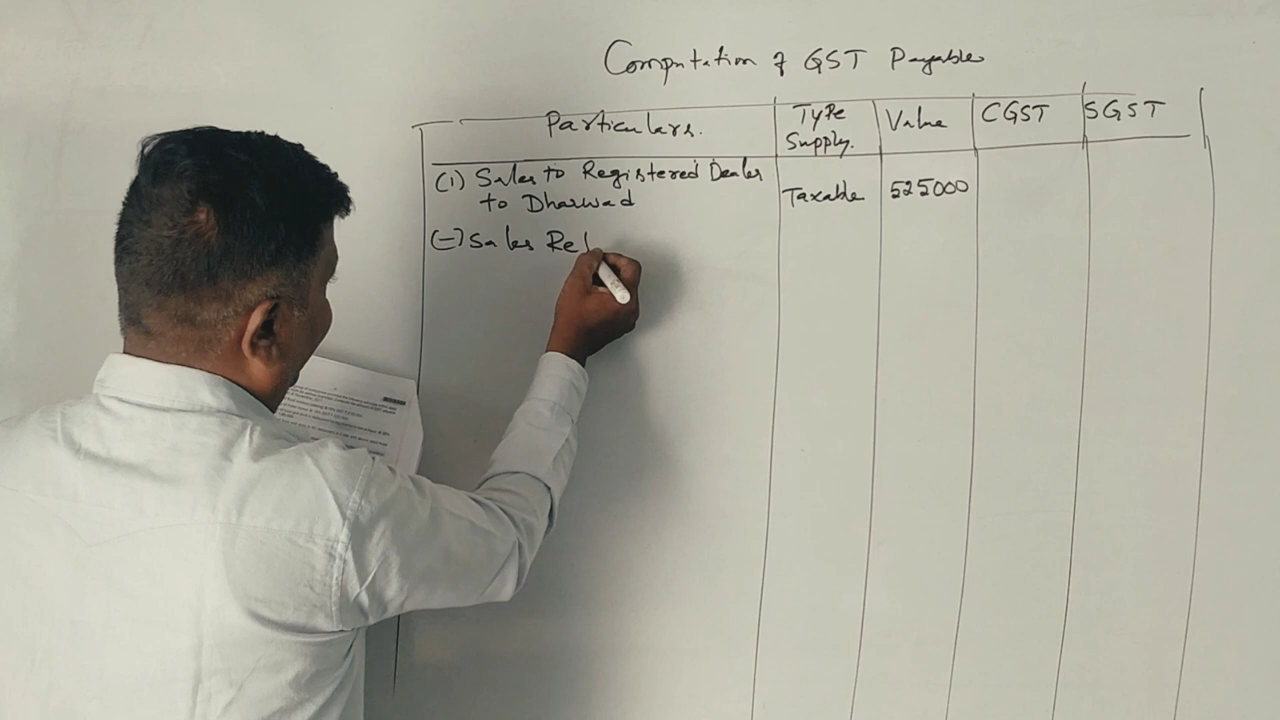 Computation of GST Payable
Particulars.
Type
Supply.
Value
CGST
SGST
(1) Sales to Registered Dealer
to Dharwad
Taxable
525000
(-) Sales Ret